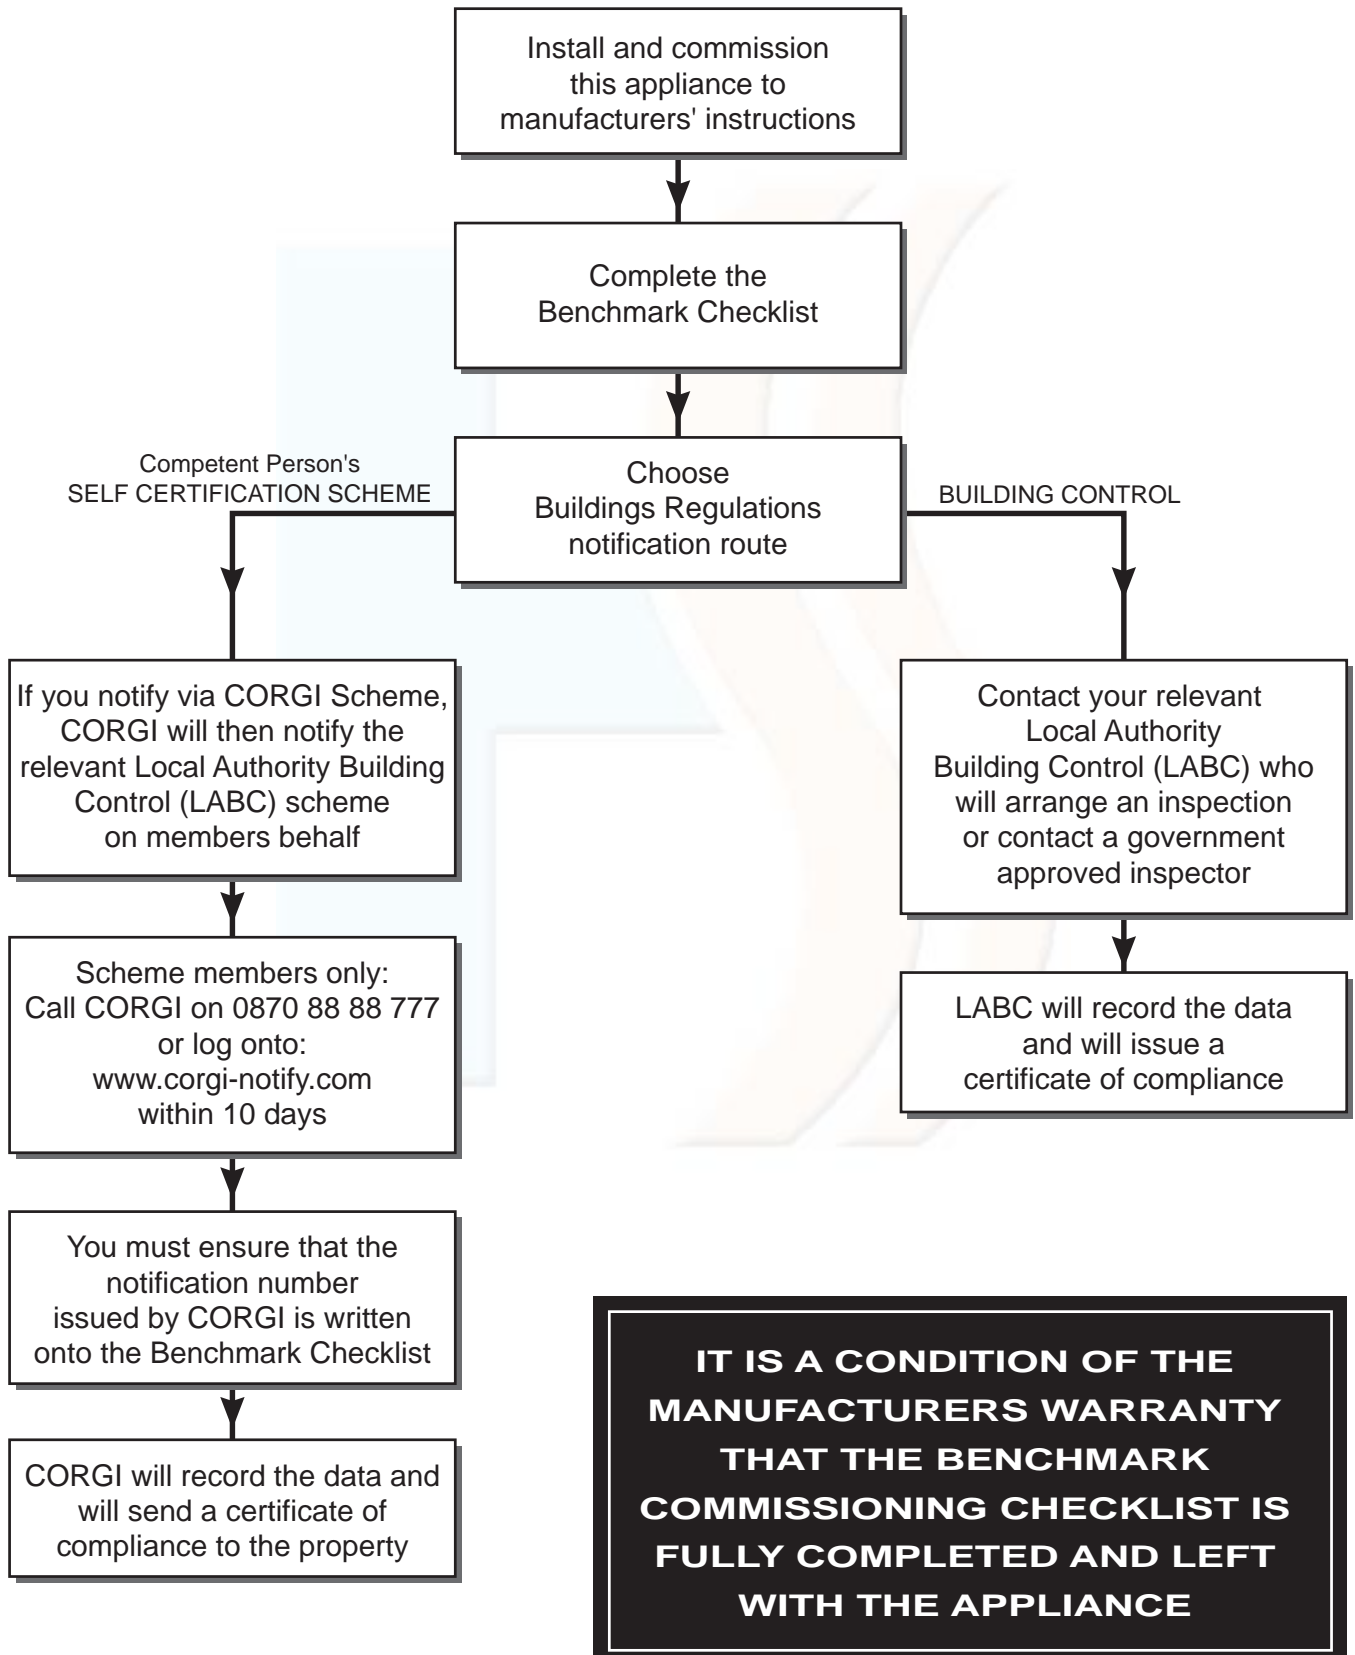 Install and commission
this appliance to
manufacturers' instructions
Complete the
Benchmark Checklist
Choose
Buildings Regulations
notification route
Competent Person's
SELF CERTIFICATION SCHEME
BUILDING CONTROL
If you notify via CORGI Scheme,
CORGI will then notify the
relevant Local Authority Building
Control (LABC) scheme
on members behalf
Scheme members only:
Call CORGI on 0870 88 88 777
or log onto:
www.corgi-notify.com
within 10 days
You must ensure that the
notification number
issued by CORGI is written
onto the Benchmark Checklist
CORGI will record the data and
will send a certificate of
compliance to the property
Contact your relevant
Local Authority
Building Control (LABC) who
will arrange an inspection
or contact a government
approved inspector
LABC will record the data
and will issue a
certificate of compliance
IT IS A CONDITION OF THE
MANUFACTURERS WARRANTY
THAT THE BENCHMARK
COMMISSIONING CHECKLIST IS
FULLY COMPLETED AND LEFT
WITH THE APPLIANCE